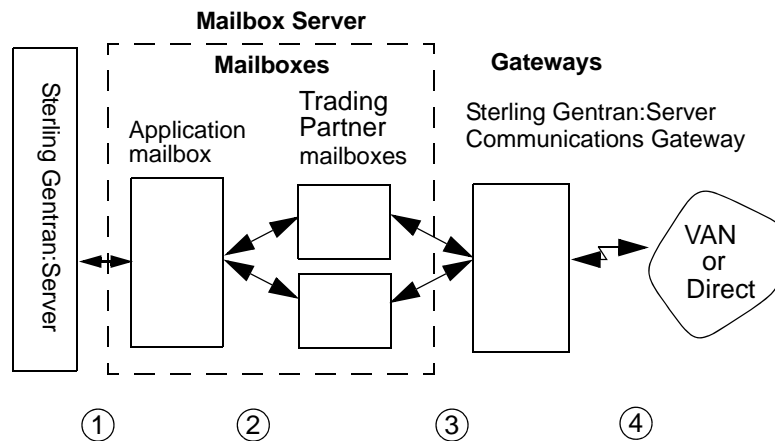 Mailbox Server
Mailboxes
Gateways
Sterling Gentran:Server
Application
mailbox
Trading
Partner
mailboxes
Sterling Gentran:Server
Communications Gateway
VAN
or
Direct
1
2
3
4